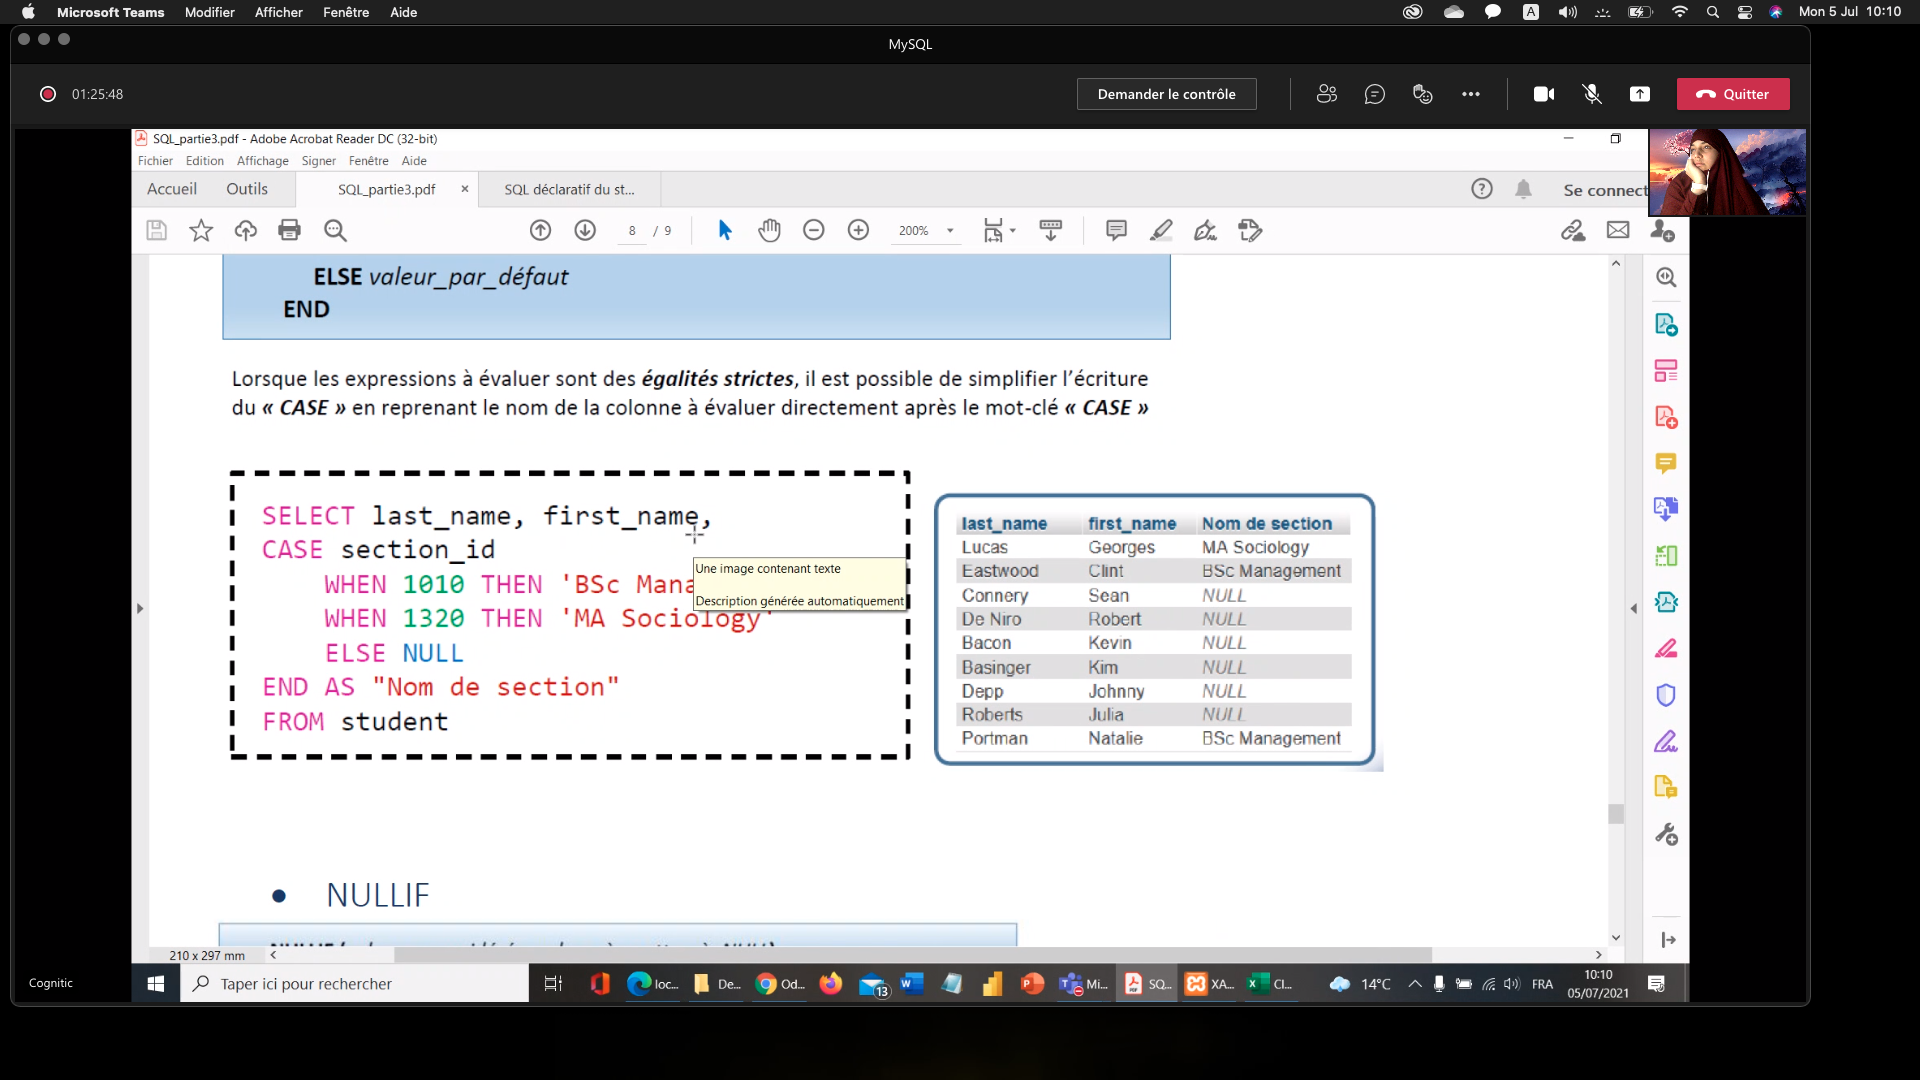 Microsoft Teams Modifier Afficher Fenêtre Aide
A
Mon 5 Jul 10:10
MySQL
01:25:48
Demander le contrôle
Quitter
SQL_partie3.pdf - Adobe Acrobat Reader DC (32-bit)
Fichier Edition Affichage Signer Fenêtre Aide
Accueil Outils SQL_partie3.pdf × SQL déclaratif du st...
Se connect
8 / 9
200%
ELSE valeur_par_défaut
END
Lorsque les expressions à évaluer sont des égalités strictes, il est possible de simplifier l'écriture
du « CASE » en reprenant le nom de la colonne à évaluer directement après le mot-clé « CASE »
SELECT last_name, first_name,
CASE section_id
WHEN 1010 THEN 'BSc Mana
WHEN 1320 THEN 'MA Sociology'
ELSE NULL
END AS "Nom de section"
FROM student
Une image contenant texte
Description générée automatiquement
last_name first_name Nom de section
Lucas Georges MA Sociology
Eastwood Clint BSc Management
Connery Sean NULL
De Niro Robert NULL
Bacon Kevin NULL
Basinger Kim NULL
Depp Johnny NULL
Roberts Julia NULL
Portman Natalie BSc Management
• NULLIF
210 x 297 mm
Cognitic
Taper ici pour rechercher
loc... De... Od... 13 Mi... SQ... XA... Cl...
14°C
FRA
10:10
05/07/2021